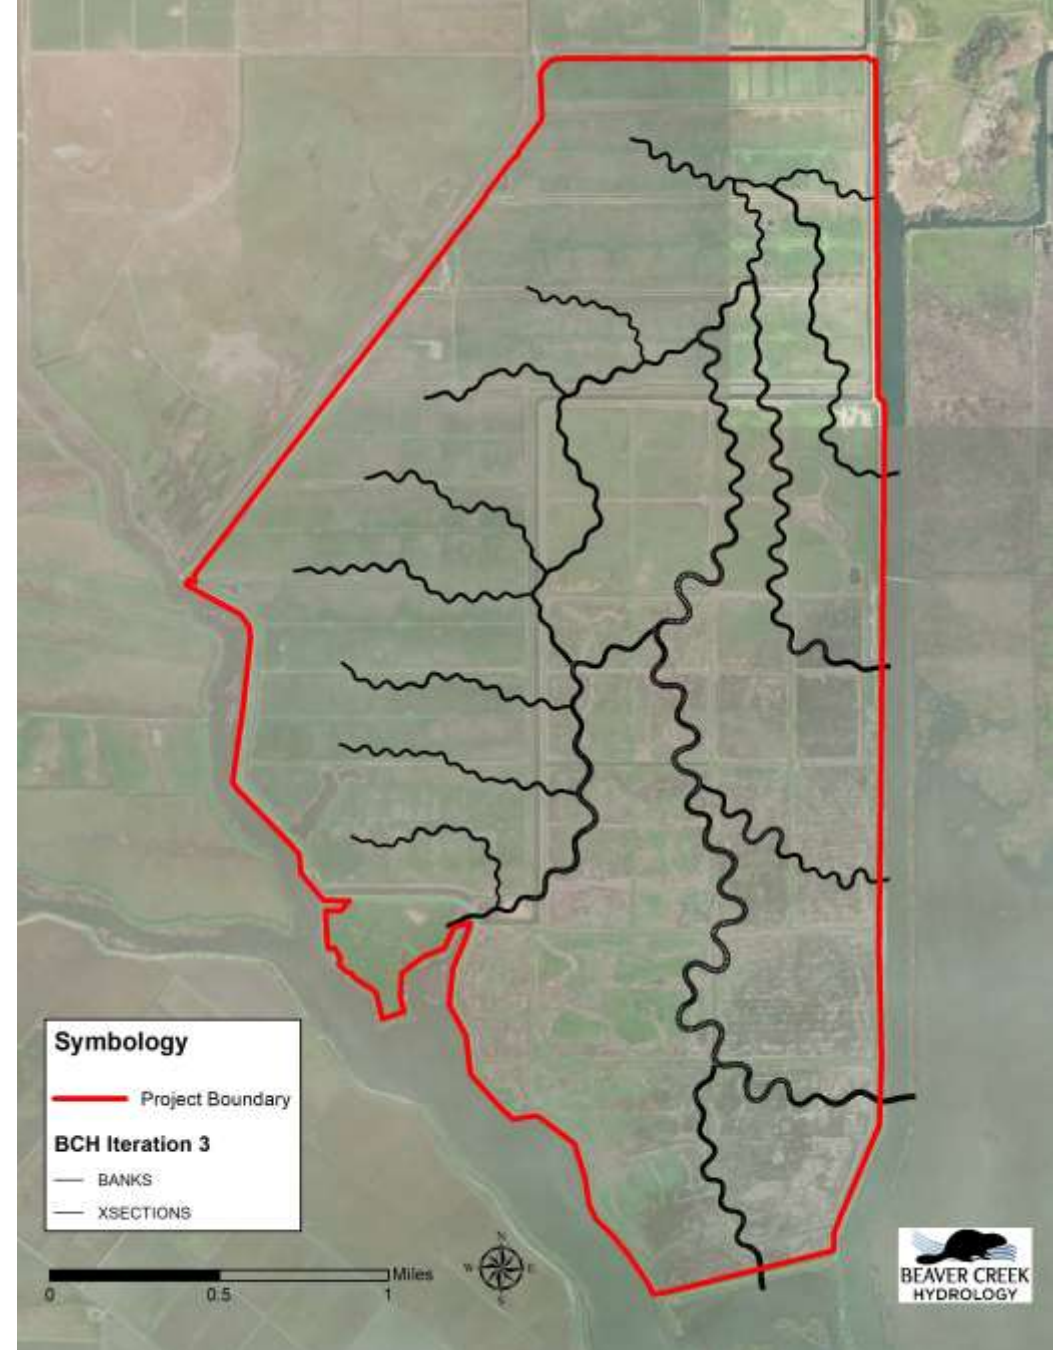 Symbology
Project Boundary
BCH Iteration 3
BANKS
XSECTIONS
0 0.5 1 Miles
N
W E
S
BEAVER CREEK
HYDROLOGY